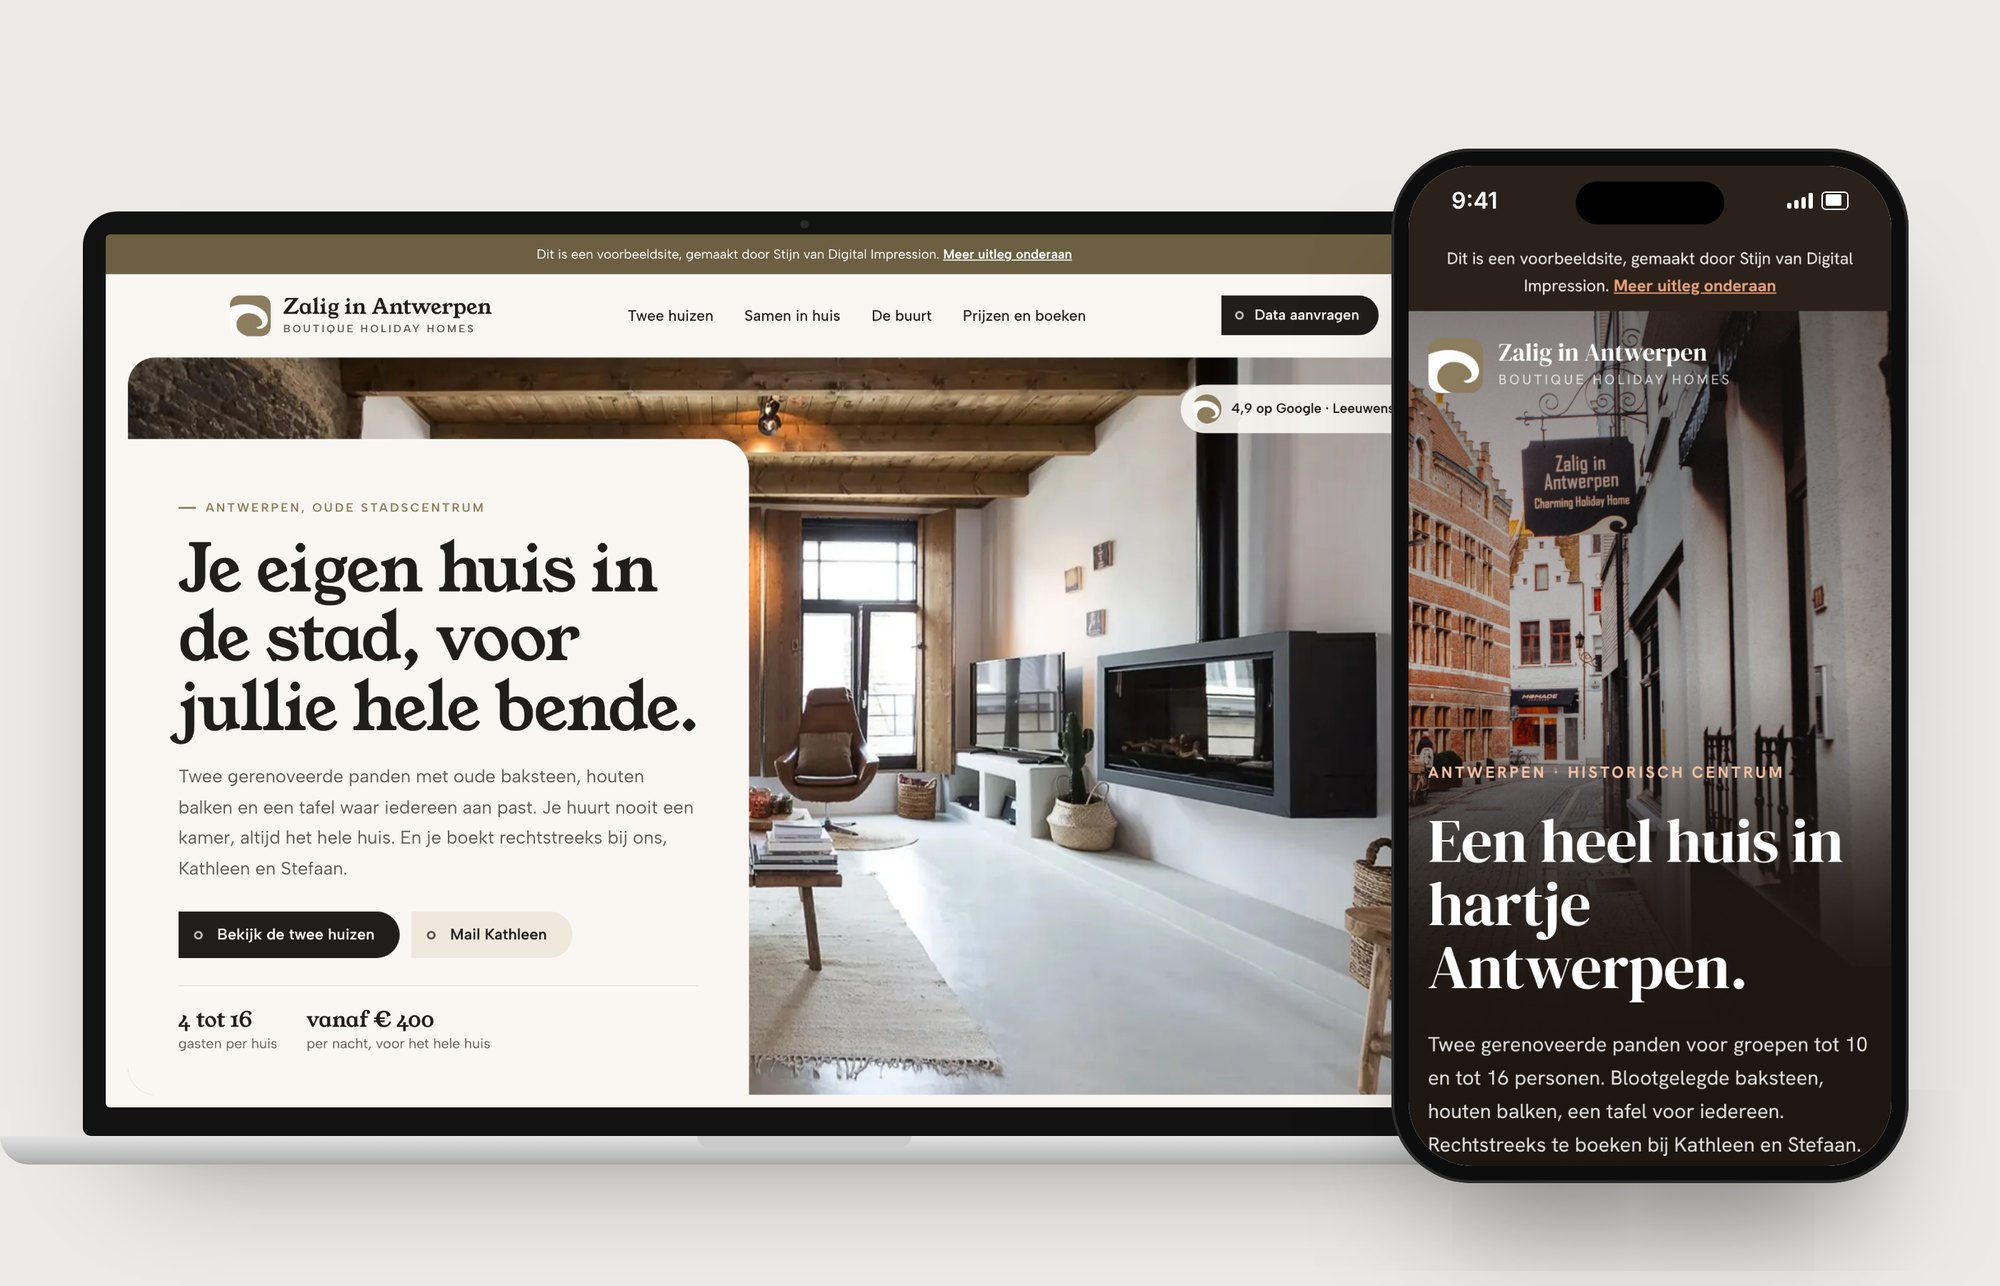 Dit is een voorbeeldsite, gemaakt door Stijn van Digital Impression. Meer uitleg onderaan
Zalig in Antwerpen
BOUTIQUE HOLIDAY HOMES
Twee huizen
Samen in huis
De buurt
Prijzen en boeken
Data aanvragen
4,9 op Google · Leeuwens
ANTWERPEN, OUDE STADSCENTRUM
Je eigen huis in
de stad, voor
jullie hele bende.
Twee gerenoveerde panden met oude baksteen, houten
balken en een tafel waar iedereen aan past. Je huurt nooit een
kamer, altijd het hele huis. En je boekt rechtstreeks bij ons,
Kathleen en Stefaan.
Bekijk de twee huizen
Mail Kathleen
4 tot 16
gasten per huis
vanaf € 400
per nacht, voor het hele huis
9:41
Dit is een voorbeeldsite, gemaakt door Stijn van Digital
Impression. Meer uitleg onderaan
Zalig in Antwerpen
BOUTIQUE HOLIDAY HOMES
Zalig in
Antwerpen
Charming Holiday Home
NOMADE
ANTWERPEN · HISTORISCH CENTRUM
Een heel huis in
hartje
Antwerpen.
Twee gerenoveerde panden voor groepen tot 10
en tot 16 personen. Blootgelegde baksteen,
houten balken, een tafel voor iedereen.
Rechtstreeks te boeken bij Kathleen en Stefaan.